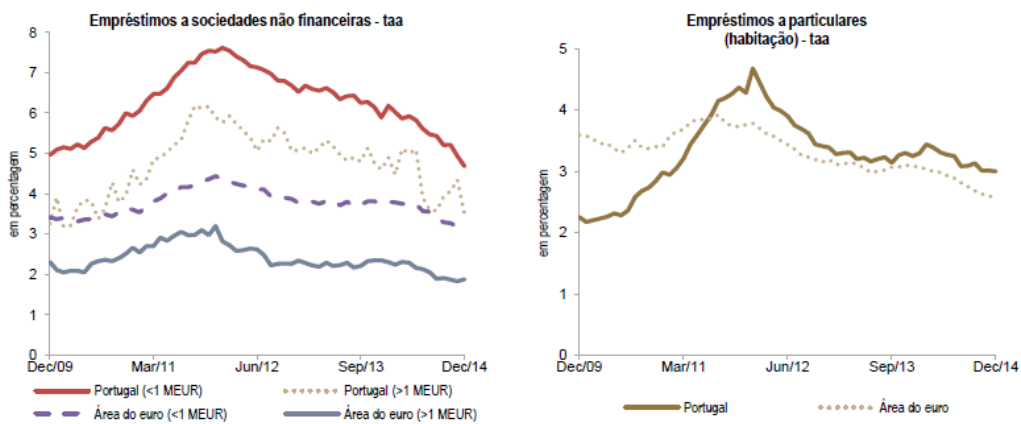 Empréstimos a sociedades não financeiras - taa
8
7
6
5
4
3
2
1
0
em percentagem
Dec/09 Mar/11 Jun/12 Sep/13 Dec/14
Portugal (<1 MEUR) Portugal (>1 MEUR)
Área do euro (<1 MEUR) Área do euro (>1 MEUR)
Empréstimos a particulares
(habitação) - taa
5
4
3
2
1
0
em percentagem
Dec/09 Mar/11 Jun/12 Sep/13 Dec/14
Portugal Área do euro